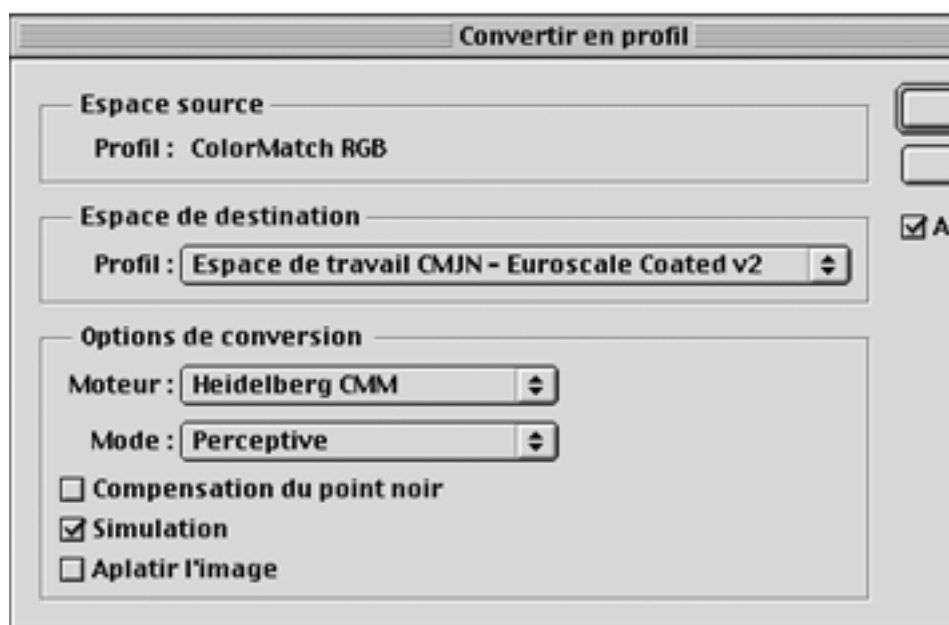 Convertir en profil
Espace source
Profil : ColorMatch RGB
Espace de destination
Profil : Espace de travail CMJN - Euroscale Coated v2
A
Options de conversion
Moteur : Heidelberg CMM
Mode : Perceptive
Compensation du point noir
Simulation
Aplatir l'image